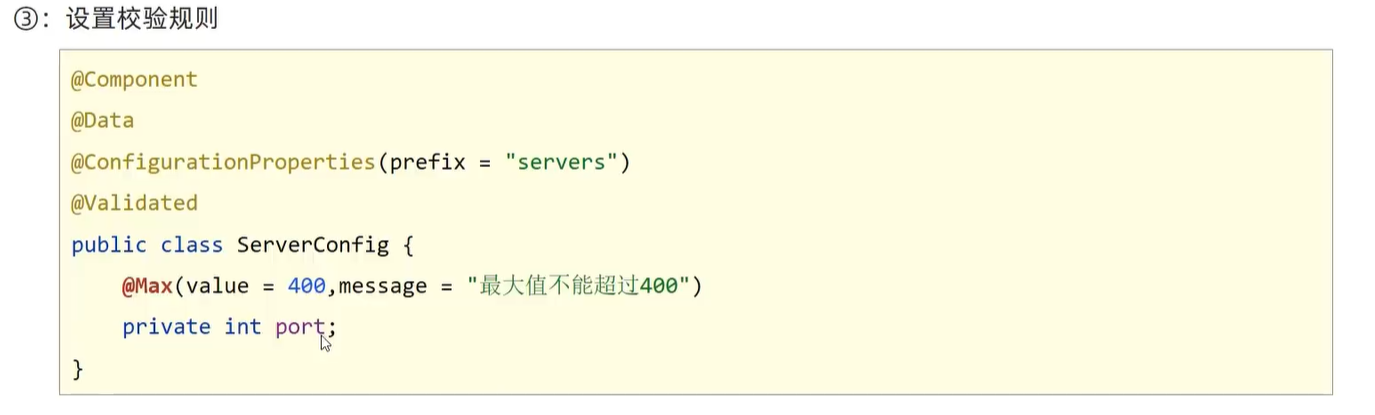 ③：设置校验规则
@Component
@Data
@ConfigurationProperties(prefix = "servers")
@Validated
public class ServerConfig {
    @Max(value = 400,message = "最大值不能超过400")
    private int port;
}